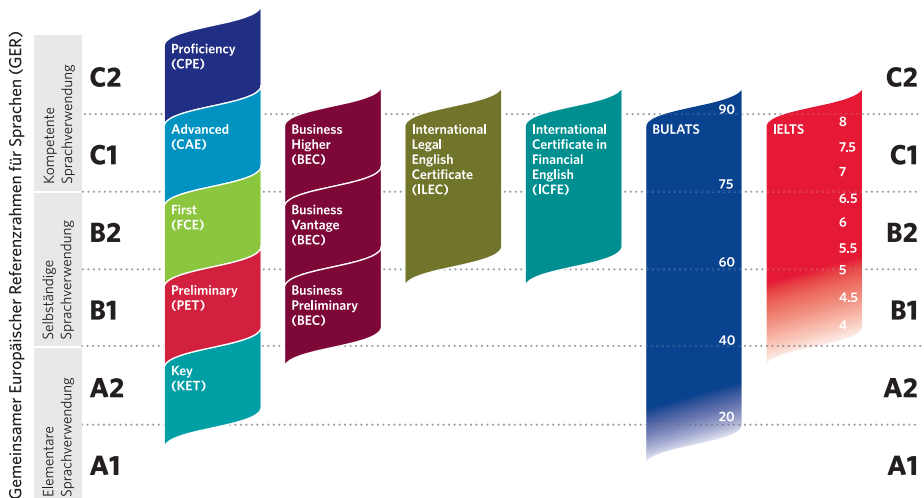 Gemeinsamer Europäischer Referenzrahmen für Sprachen (GER)
Kompetente
Sprachverwendung
Selbständige
Sprachverwendung
Elementare
Sprachverwendung
C2
C1
B2
B1
A2
A1
Proficiency
(CPE)
Advanced
(CAE)
First
(FCE)
Preliminary
(PET)
Key
(KET)
Business
Higher
(BEC)
Business
Vantage
(BEC)
Business
Preliminary
(BEC)
International
Legal
English
Certificate
(ILEC)
International
Certificate in
Financial
English
(ICFE)
BULATS
90
75
60
40
20
IELTS
8
7.5
7
6.5
6
5.5
5
4.5
4
C2
C1
B2
B1
A2
A1